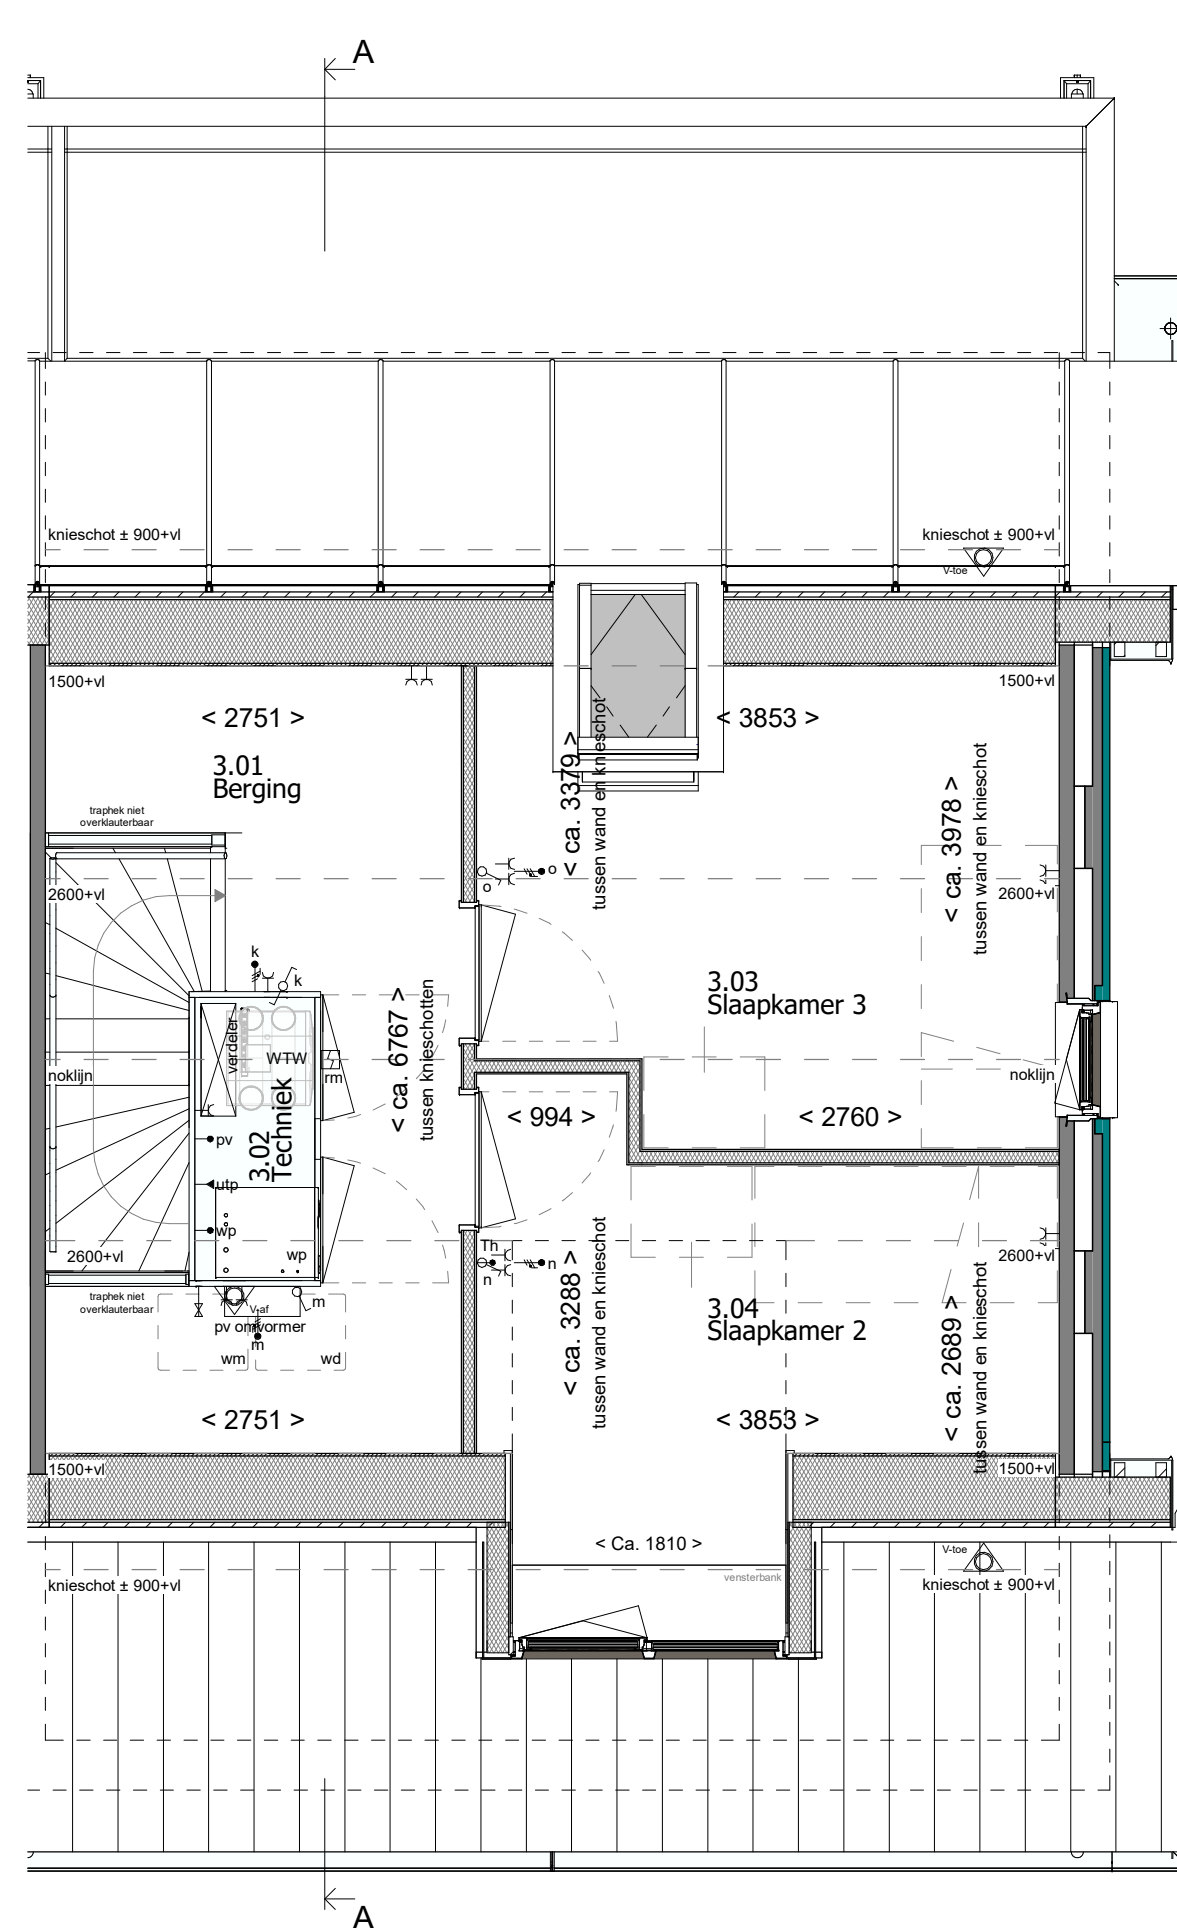 A
knieschot ± 900+vl
knieschot ± 900+vl
V-toe
1500+vl
1500+vl
< 2751 >
< 3853 >
3.01
Berging
< ca. 3379 >
tussen wand en knieschot
< ca. 3978 >
tussen wand en knieschot
traphek niet
overklauterbaar
2600+vl
2600+vl
o
o
k
k
3.03
Slaapkamer 3
verdeler
WTW
rm
< ca. 6767 >
tussen knieschotten
noklijn
noklijn
3.02
Techniek
pv
utp
wp
wp
< 994 >
< 2760 >
2600+vl
2600+vl
Th
n
n
< ca. 3288 >
tussen wand en knieschot
3.04
Slaapkamer 2
< ca. 2689 >
tussen wand en knieschot
traphek niet
overklauterbaar
V-af
m
pv omvormer
m
wm
wd
< 2751 >
< 3853 >
1500+vl
1500+vl
< Ca. 1810 >
V-toe
vensterbank
knieschot ± 900+vl
knieschot ± 900+vl
A